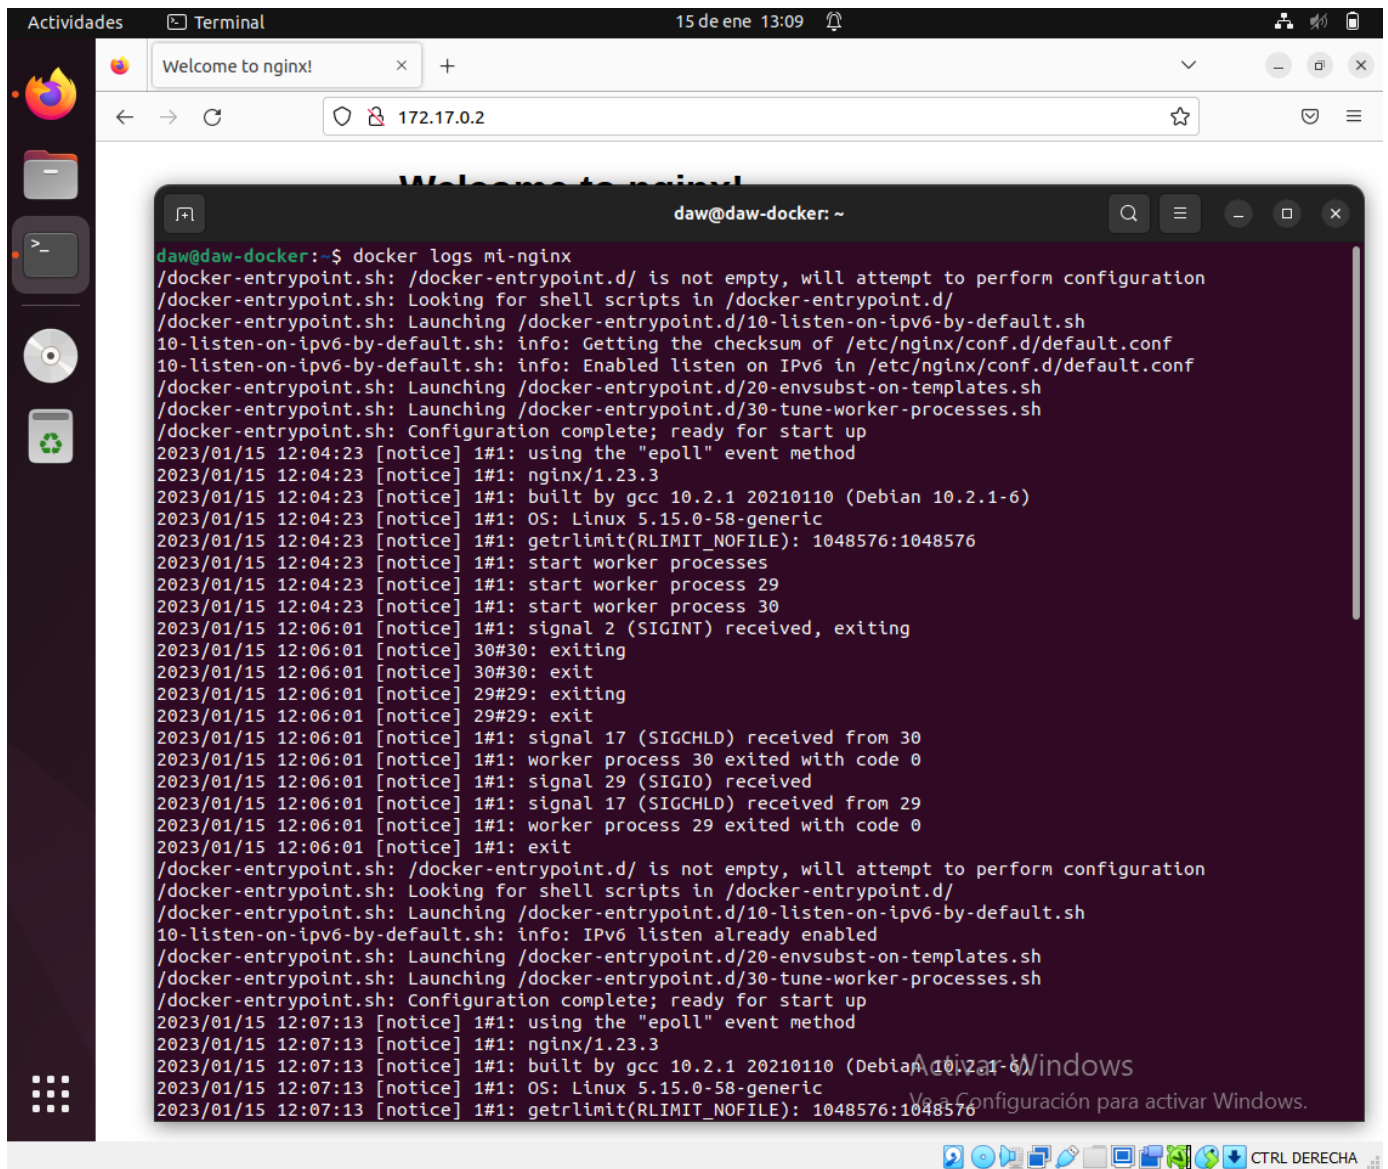 Actividades
Terminal
15 de ene 13:09
Welcome to nginx!
172.17.0.2
Welcome to nginx!
daw@daw-docker: ~
daw@daw-docker:~$ docker logs mi-nginx
/docker-entrypoint.sh: /docker-entrypoint.d/ is not empty, will attempt to perform configuration
/docker-entrypoint.sh: Looking for shell scripts in /docker-entrypoint.d/
/docker-entrypoint.sh: Launching /docker-entrypoint.d/10-listen-on-ipv6-by-default.sh
10-listen-on-ipv6-by-default.sh: info: Getting the checksum of /etc/nginx/conf.d/default.conf
10-listen-on-ipv6-by-default.sh: info: Enabled listen on IPv6 in /etc/nginx/conf.d/default.conf
/docker-entrypoint.sh: Launching /docker-entrypoint.d/20-envsubst-on-templates.sh
/docker-entrypoint.sh: Launching /docker-entrypoint.d/30-tune-worker-processes.sh
/docker-entrypoint.sh: Configuration complete; ready for start up
2023/01/15 12:04:23 [notice] 1#1: using the "epoll" event method
2023/01/15 12:04:23 [notice] 1#1: nginx/1.23.3
2023/01/15 12:04:23 [notice] 1#1: built by gcc 10.2.1 20210110 (Debian 10.2.1-6)
2023/01/15 12:04:23 [notice] 1#1: OS: Linux 5.15.0-58-generic
2023/01/15 12:04:23 [notice] 1#1: getrlimit(RLIMIT_NOFILE): 1048576:1048576
2023/01/15 12:04:23 [notice] 1#1: start worker processes
2023/01/15 12:04:23 [notice] 1#1: start worker process 29
2023/01/15 12:04:23 [notice] 1#1: start worker process 30
2023/01/15 12:06:01 [notice] 1#1: signal 2 (SIGINT) received, exiting
2023/01/15 12:06:01 [notice] 30#30: exiting
2023/01/15 12:06:01 [notice] 30#30: exit
2023/01/15 12:06:01 [notice] 29#29: exiting
2023/01/15 12:06:01 [notice] 29#29: exit
2023/01/15 12:06:01 [notice] 1#1: signal 17 (SIGCHLD) received from 30
2023/01/15 12:06:01 [notice] 1#1: worker process 30 exited with code 0
2023/01/15 12:06:01 [notice] 1#1: signal 29 (SIGIO) received
2023/01/15 12:06:01 [notice] 1#1: signal 17 (SIGCHLD) received from 29
2023/01/15 12:06:01 [notice] 1#1: worker process 29 exited with code 0
2023/01/15 12:06:01 [notice] 1#1: exit
/docker-entrypoint.sh: /docker-entrypoint.d/ is not empty, will attempt to perform configuration
/docker-entrypoint.sh: Looking for shell scripts in /docker-entrypoint.d/
/docker-entrypoint.sh: Launching /docker-entrypoint.d/10-listen-on-ipv6-by-default.sh
10-listen-on-ipv6-by-default.sh: info: IPv6 listen already enabled
/docker-entrypoint.sh: Launching /docker-entrypoint.d/20-envsubst-on-templates.sh
/docker-entrypoint.sh: Launching /docker-entrypoint.d/30-tune-worker-processes.sh
/docker-entrypoint.sh: Configuration complete; ready for start up
2023/01/15 12:07:13 [notice] 1#1: using the "epoll" event method
2023/01/15 12:07:13 [notice] 1#1: nginx/1.23.3
2023/01/15 12:07:13 [notice] 1#1: built by gcc 10.2.1 20210110 (Debian 10.2.1-6)
2023/01/15 12:07:13 [notice] 1#1: OS: Linux 5.15.0-58-generic
2023/01/15 12:07:13 [notice] 1#1: getrlimit(RLIMIT_NOFILE): 1048576:1048576
Activar Windows
Ve a Configuración para activar Windows.
CTRL DERECHA